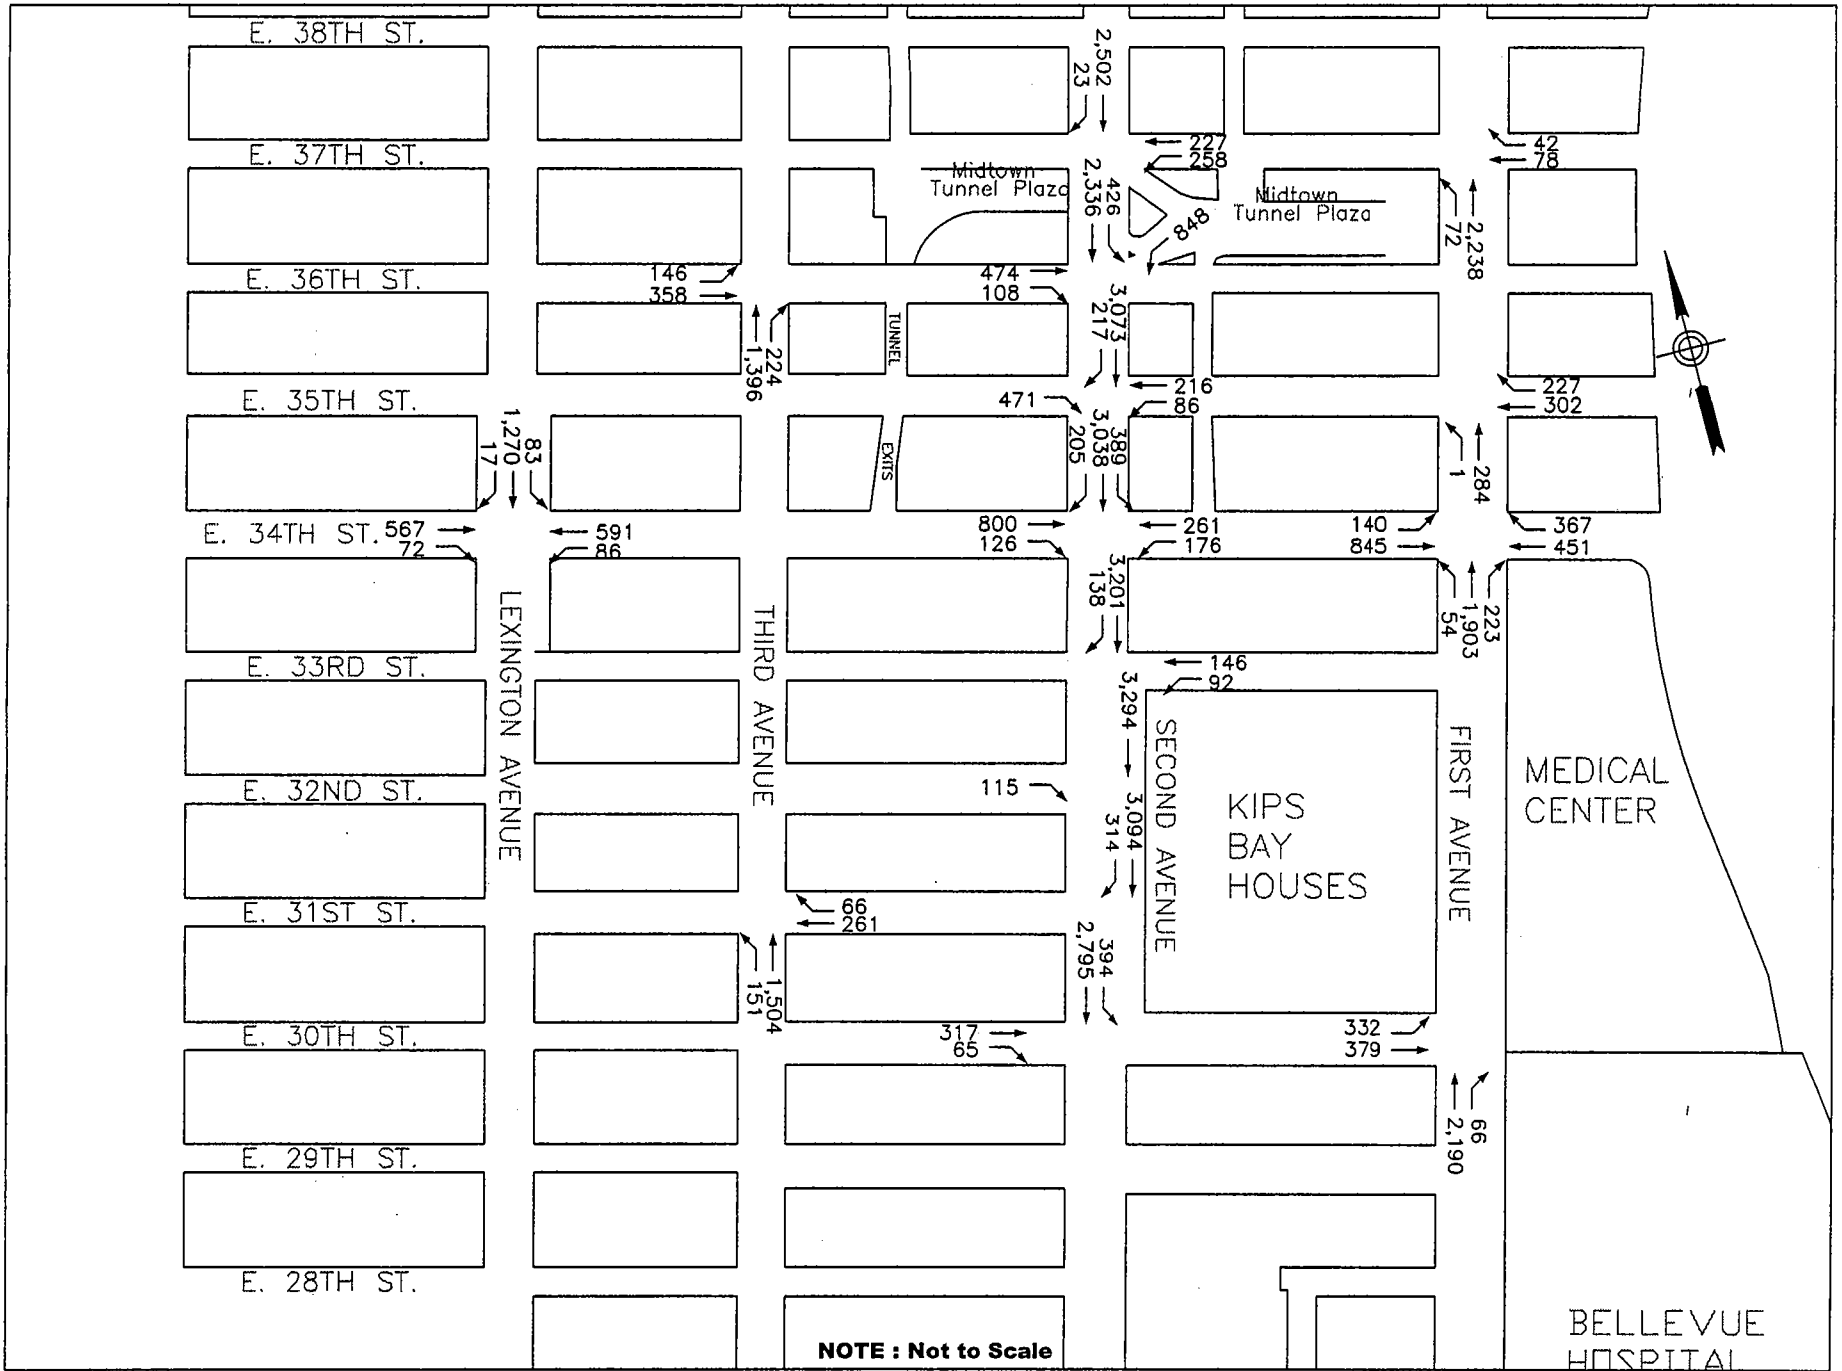 E. 38TH ST.
2,502
23
E. 37TH ST.
227
258
42
78
Midtown
Tunnel Plaza
2,336
426
848
Midtown
Tunnel Plaza
72
2,238
E. 36TH ST.
146
358
474
108
224
1,396
TUNNEL
3,073
217
E. 35TH ST.
216
86
227
302
471
1,270
17
83
EXITS
205
3,038
389
1
284
E. 34TH ST.
567
72
591
86
800
126
261
176
140
845
367
451
3,201
138
54
1,903
223
E. 33RD ST.
146
92
LEXINGTON AVENUE
THIRD AVENUE
SECOND AVENUE
FIRST AVENUE
3,294
E. 32ND ST.
115
3,094
314
KIPS
BAY
HOUSES
MEDICAL
CENTER
E. 31ST ST.
66
261
151
1,504
2,795
394
E. 30TH ST.
317
65
332
379
2,190
66
E. 29TH ST.
E. 28TH ST.
NOTE : Not to Scale
BELLEVUE
HOSPITAL